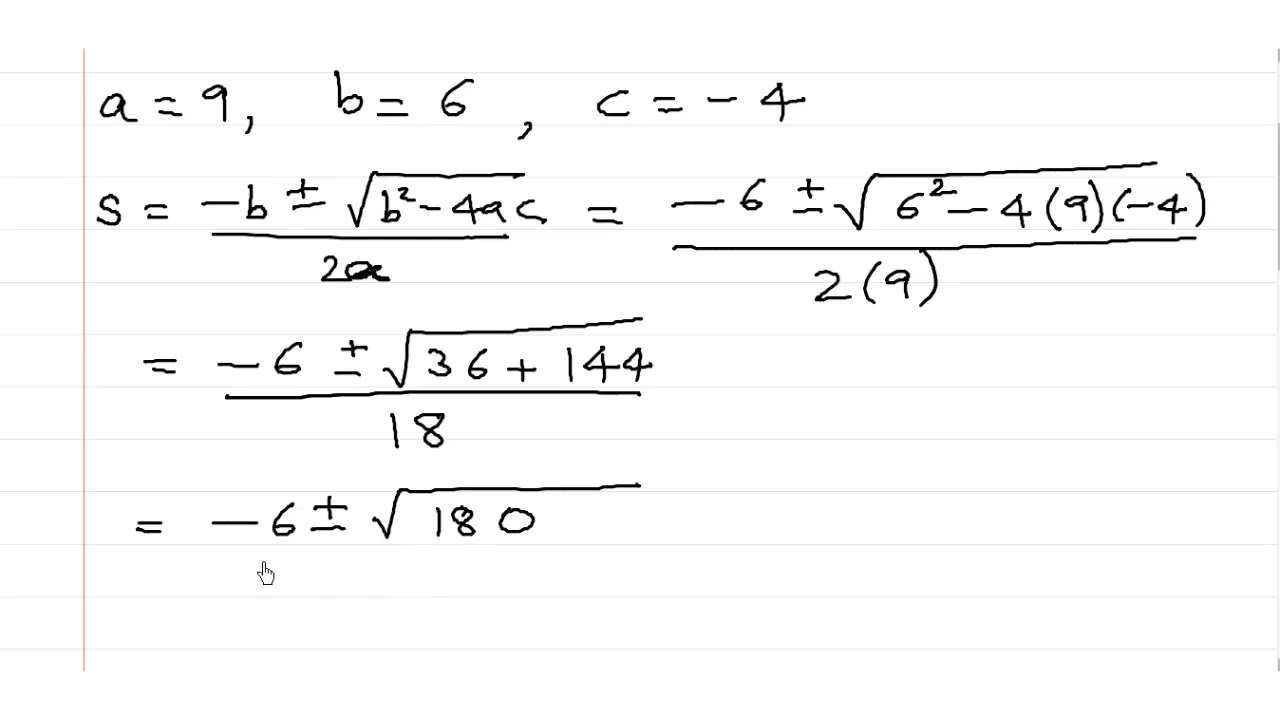 a = 9, b = 6, c = -4
s = (-b ± √(b² - 4ac))/(2a) = (-6 ± √(6² - 4(9)(-4)))/(2(9))
= (-6 ± √(36 + 144))/18
= -6 ± √180